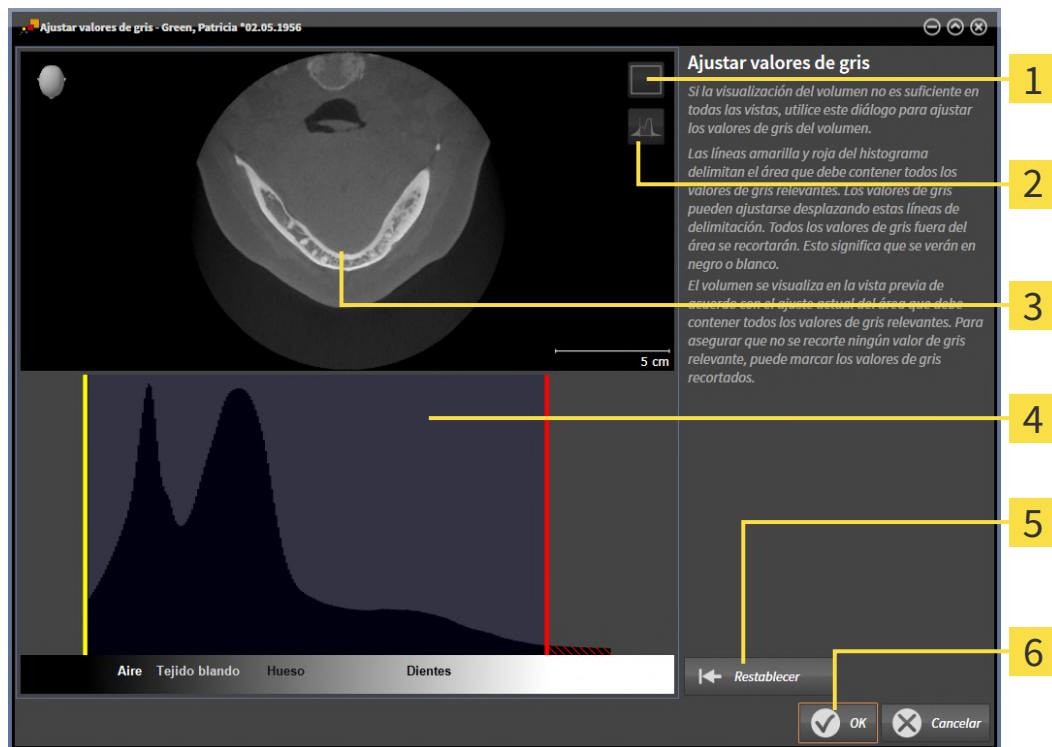 Ajustar valores de gris - Green, Patricia *02.05.1956
5 cm
Aire Tejido blando Hueso Dientes
Ajustar valores de gris
Si la visualización del volumen no es suficiente en
todas las vistas, utilice este diálogo para ajustar
los valores de gris del volumen.
Las líneas amarilla y roja del histograma
delimitan el área que debe contener todos los
valores de gris relevantes. Los valores de gris
pueden ajustarse desplazando estas líneas de
delimitación. Todos los valores de gris fuera del
área se recortarán. Esto significa que se verán en
negro o blanco.
El volumen se visualiza en la vista previa de
acuerdo con el ajuste actual del área que debe
contener todos los valores de gris relevantes. Para
asegurar que no se recorte ningún valor de gris
relevante, puede marcar los valores de gris
recortados.
Restablecer
OK Cancelar
1
2
3
4
5
6